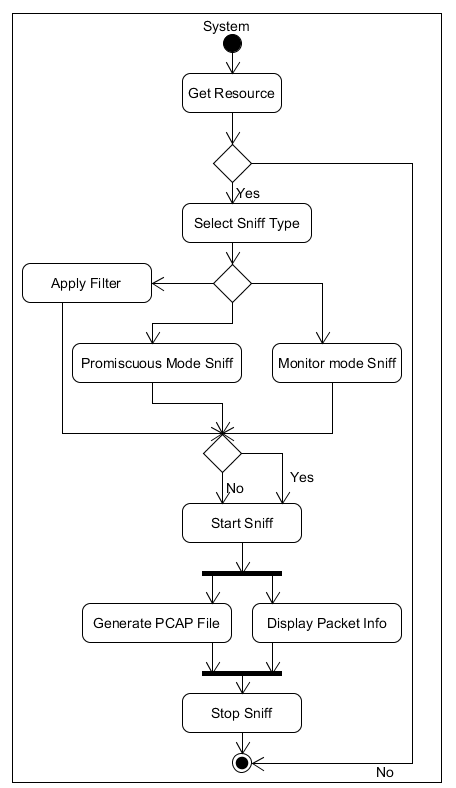 System
Get Resource
Yes
Select Sniff Type
Apply Filter
Promiscuous Mode Sniff
Monitor mode Sniff
No
Yes
Start Sniff
Generate PCAP File
Display Packet Info
Stop Sniff
No